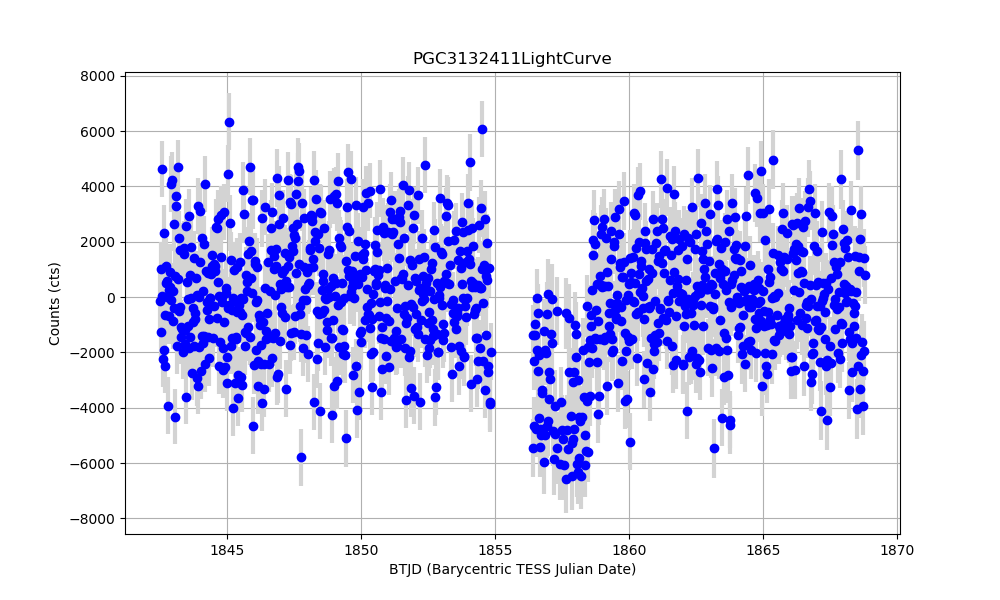 PGC3132411LightCurve
Counts (cts)
8000
6000
4000
2000
0
−2000
−4000
−6000
−8000
1845 1850 1855 1860 1865 1870
BTJD (Barycentric TESS Julian Date)